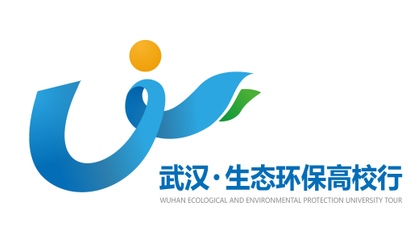 武汉·生态环保高校行
WUHAN ECOLOGICAL AND ENVIRONMENTAL PROTECTION UNIVERSITY TOUR